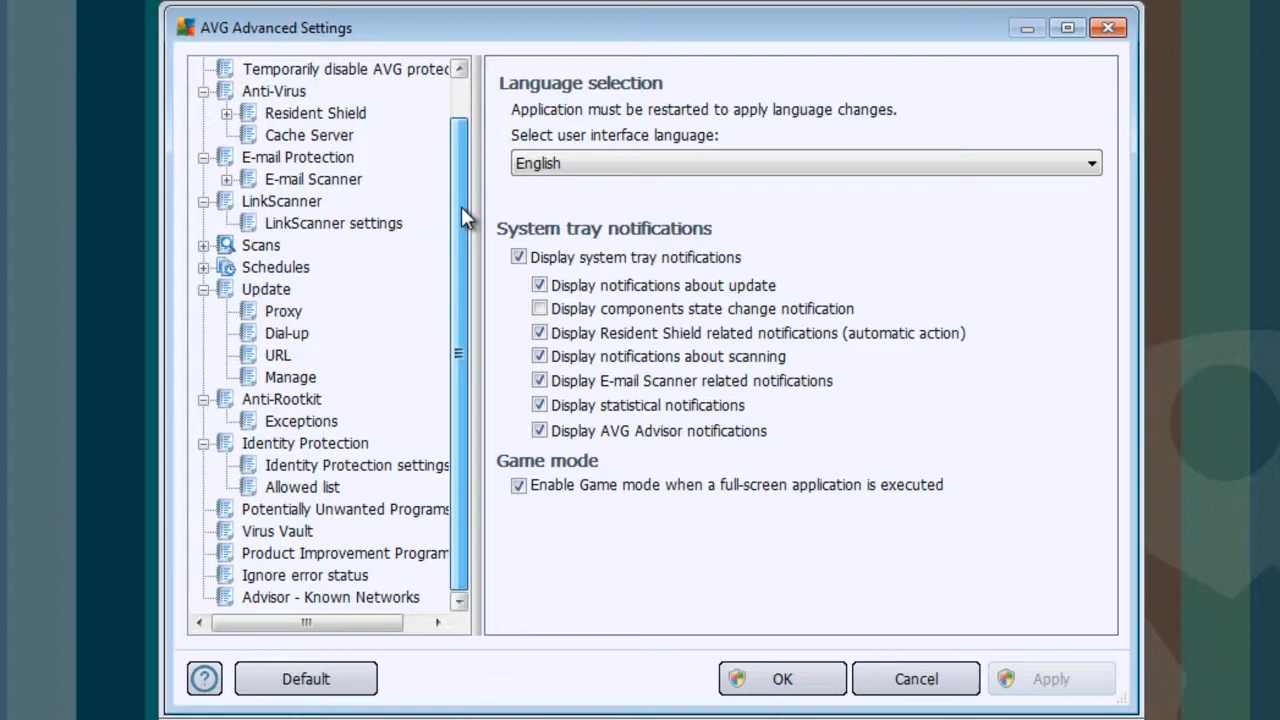 AVG Advanced Settings
Temporarily disable AVG protec
Anti-Virus
Resident Shield
Cache Server
E-mail Protection
E-mail Scanner
LinkScanner
LinkScanner settings
Scans
Schedules
Update
Proxy
Dial-up
URL
Manage
Anti-Rootkit
Exceptions
Identity Protection
Identity Protection settings
Allowed list
Potentially Unwanted Programs
Virus Vault
Product Improvement Program
Ignore error status
Advisor - Known Networks
Language selection
Application must be restarted to apply language changes.
Select user interface language:
English
System tray notifications
Display system tray notifications
Display notifications about update
Display components state change notification
Display Resident Shield related notifications (automatic action)
Display notifications about scanning
Display E-mail Scanner related notifications
Display statistical notifications
Display AVG Advisor notifications
Game mode
Enable Game mode when a full-screen application is executed
?
Default
OK
Cancel
Apply